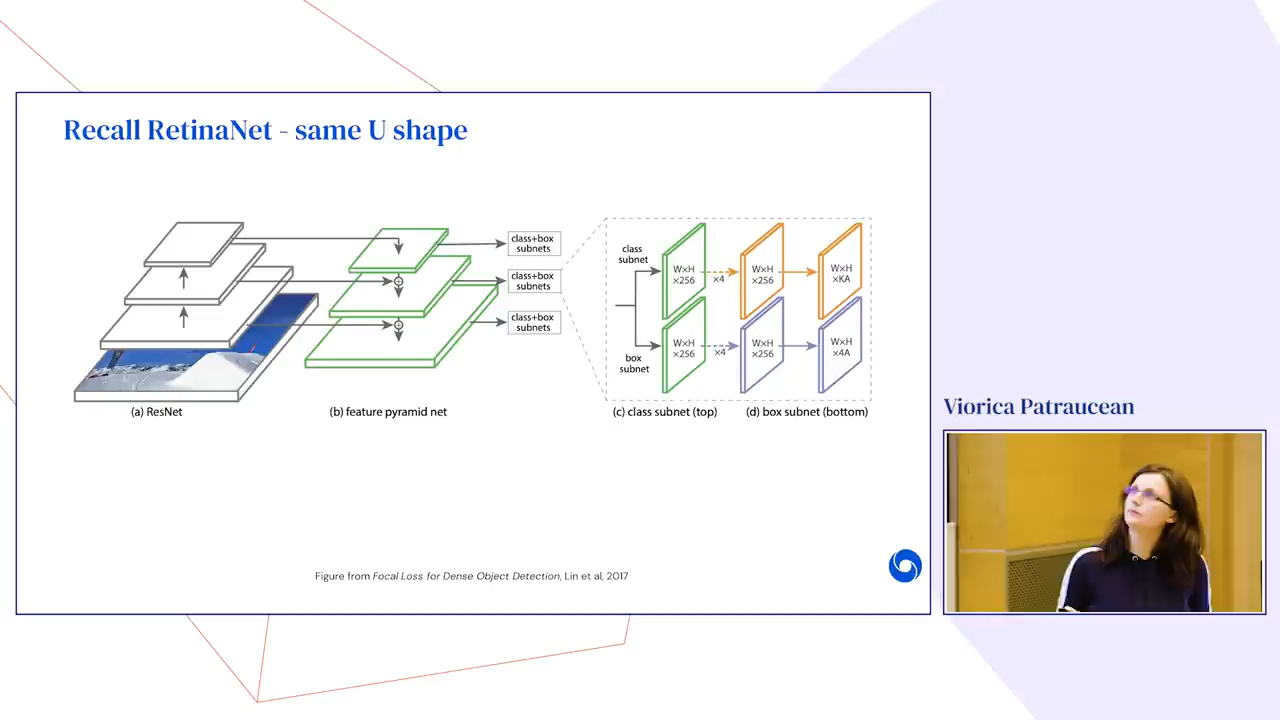 Recall RetinaNet - same U shape
class+box
subnets
class+box
subnets
class+box
subnets
(a) ResNet
(b) feature pyramid net
class
subnet
W×H
×256
×4
W×H
×256
W×H
×KA
box
subnet
W×H
×256
×4
W×H
×256
W×H
×4A
(c) class subnet (top)
(d) box subnet (bottom)
Figure from Focal Loss for Dense Object Detection, Lin et al, 2017
Viorica Patraucean